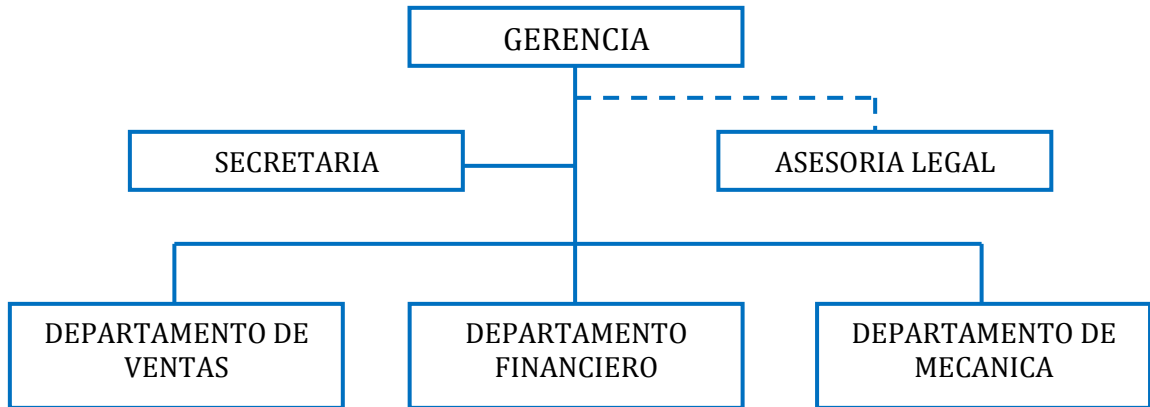 GERENCIA
SECRETARIA
ASESORIA LEGAL
DEPARTAMENTO DE
VENTAS
DEPARTAMENTO
FINANCIERO
DEPARTAMENTO DE
MECANICA